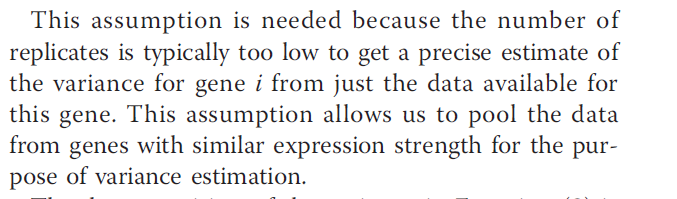 This assumption is needed because the number of
replicates is typically too low to get a precise estimate of
the variance for gene i from just the data available for
this gene. This assumption allows us to pool the data
from genes with similar expression strength for the pur-
pose of variance estimation.